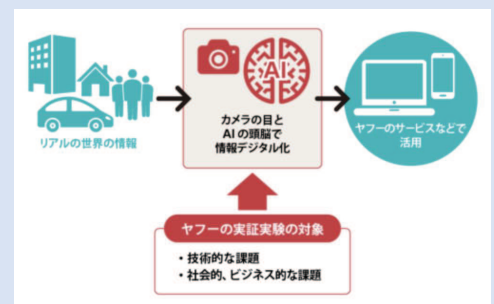 AI
リアルの世界の情報
カメラの目と
AIの頭脳で
情報デジタル化
ヤフーのサービスなどで
活用
ヤフーの実証実験の対象
・技術的な課題
・社会的、ビジネス的な課題